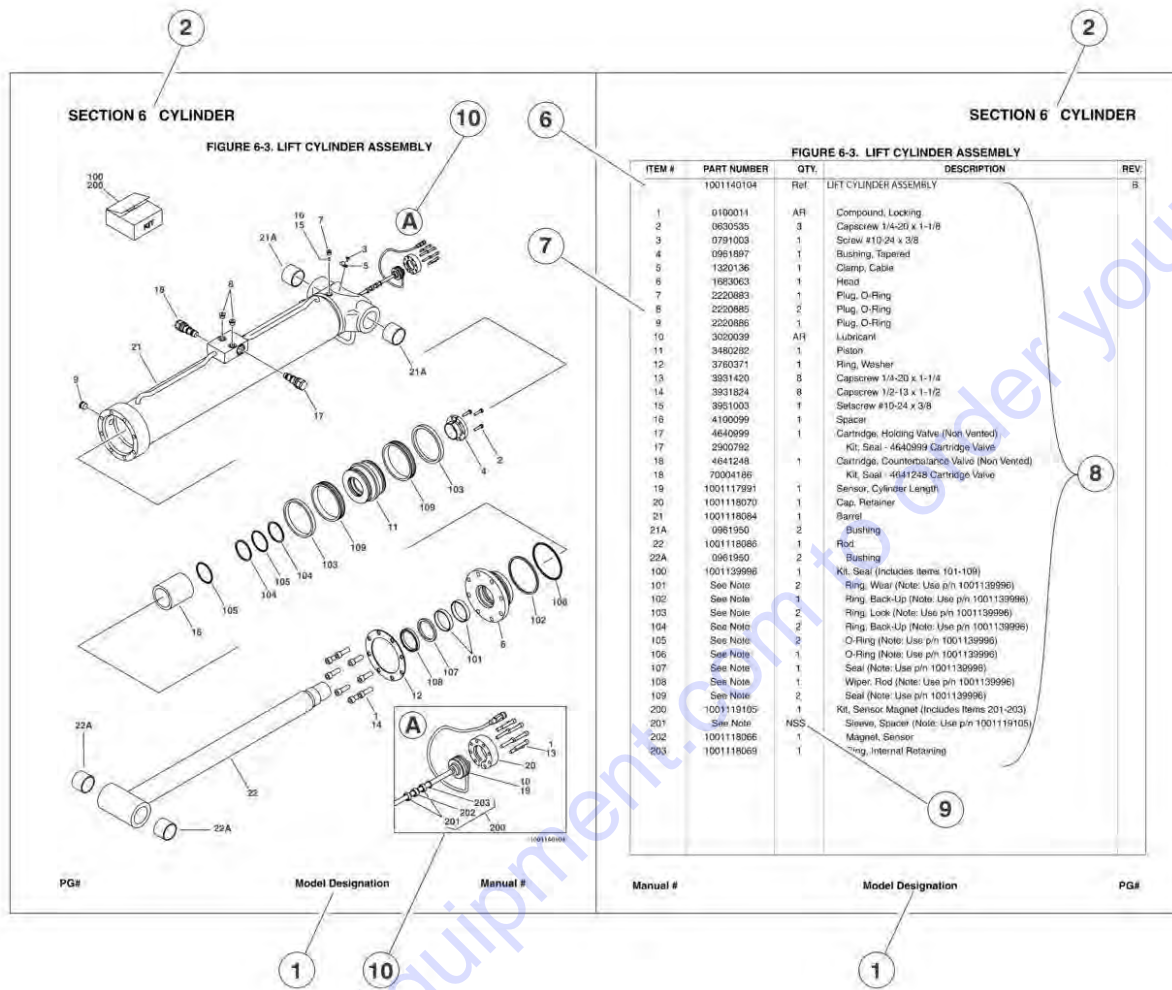 2
2
SECTION 6 CYLINDER
10
FIGURE 6-3. LIFT CYLINDER ASSEMBLY
100
200
KIT
10
15
7
3
5
A
21A
8
18
21
21A
9
17
2
4
103
109
11
109
103
104
105
104
105
16
106
102
6
101
107
108
12
1
14
22A
22
22A
A
1
13
20
10
19
203
202
201
200
PG#
Model Designation
Manual #
1
10
6
7
SECTION 6 CYLINDER
FIGURE 6-3. LIFT CYLINDER ASSEMBLY
ITEM # PART NUMBER QTY. DESCRIPTION REV.
1001140104 Ref LIFT CYLINDER ASSEMBLY B
1 0100011 AR Compound, Locking
2 0630535 3 Capscrew 1/4-20 x 1-1/8
3 0791003 1 Screw #10-24 x 3/8
4 0961897 1 Bushing, Tapered
5 1320136 1 Clamp, Cable
6 1683063 1 Head
7 2220883 1 Plug, O-Ring
8 2220885 2 Plug, O-Ring
9 2220886 1 Plug, O-Ring
10 3020039 AR Lubricant
11 3480282 1 Piston
12 3760371 1 Ring, Washer
13 3931420 8 Capscrew 1/4-20 x 1-1/4
14 3931824 8 Capscrew 1/2-13 x 1-1/2
15 3951003 1 Setscrew #10-24 x 3/8
16 4100099 1 Spacer
17 4640999 1 Cartridge, Holding Valve (Non Vented)
17 2900792 Kit, Seal - 4640999 Cartridge Valve
18 4641248 1 Cartridge, Counterbalance Valve (Non Vented)
18 70004186 Kit, Seal - 4641248 Cartridge Valve
19 1001117991 1 Sensor, Cylinder Length
20 1001118070 1 Cap, Retainer
21 1001118084 1 Barrel
21A 0961950 2 Bushing
22 1001118086 1 Rod
22A 0961950 2 Bushing
100 1001139996 1 Kit, Seal (Includes Items 101-109)
101 See Note 2 Ring, Wear (Note: Use p/n 1001139996)
102 See Note 1 Ring, Back-Up (Note: Use p/n 1001139996)
103 See Note 2 Ring, Lock (Note: Use p/n 1001139996)
104 See Note 2 Ring, Back-Up (Note: Use p/n 1001139996)
105 See Note 2 O-Ring (Note: Use p/n 1001139996)
106 See Note 1 O-Ring (Note: Use p/n 1001139996)
107 See Note 1 Seal (Note: Use p/n 1001139996)
108 See Note 1 Wiper, Rod (Note: Use p/n 1001139996)
109 See Note 2 Seal (Note: Use p/n 1001139996)
200 1001119105 1 Kit, Sensor Magnet (Includes Items 201-203)
201 See Note NSS Sleeve, Spacer (Note: Use p/n 1001119105)
202 1001118066 1 Magnet, Sensor
203 1001118069 1 Ring, Internal Retaining
8
9
Manual #
Model Designation
PG#
1
quipment.com to order you